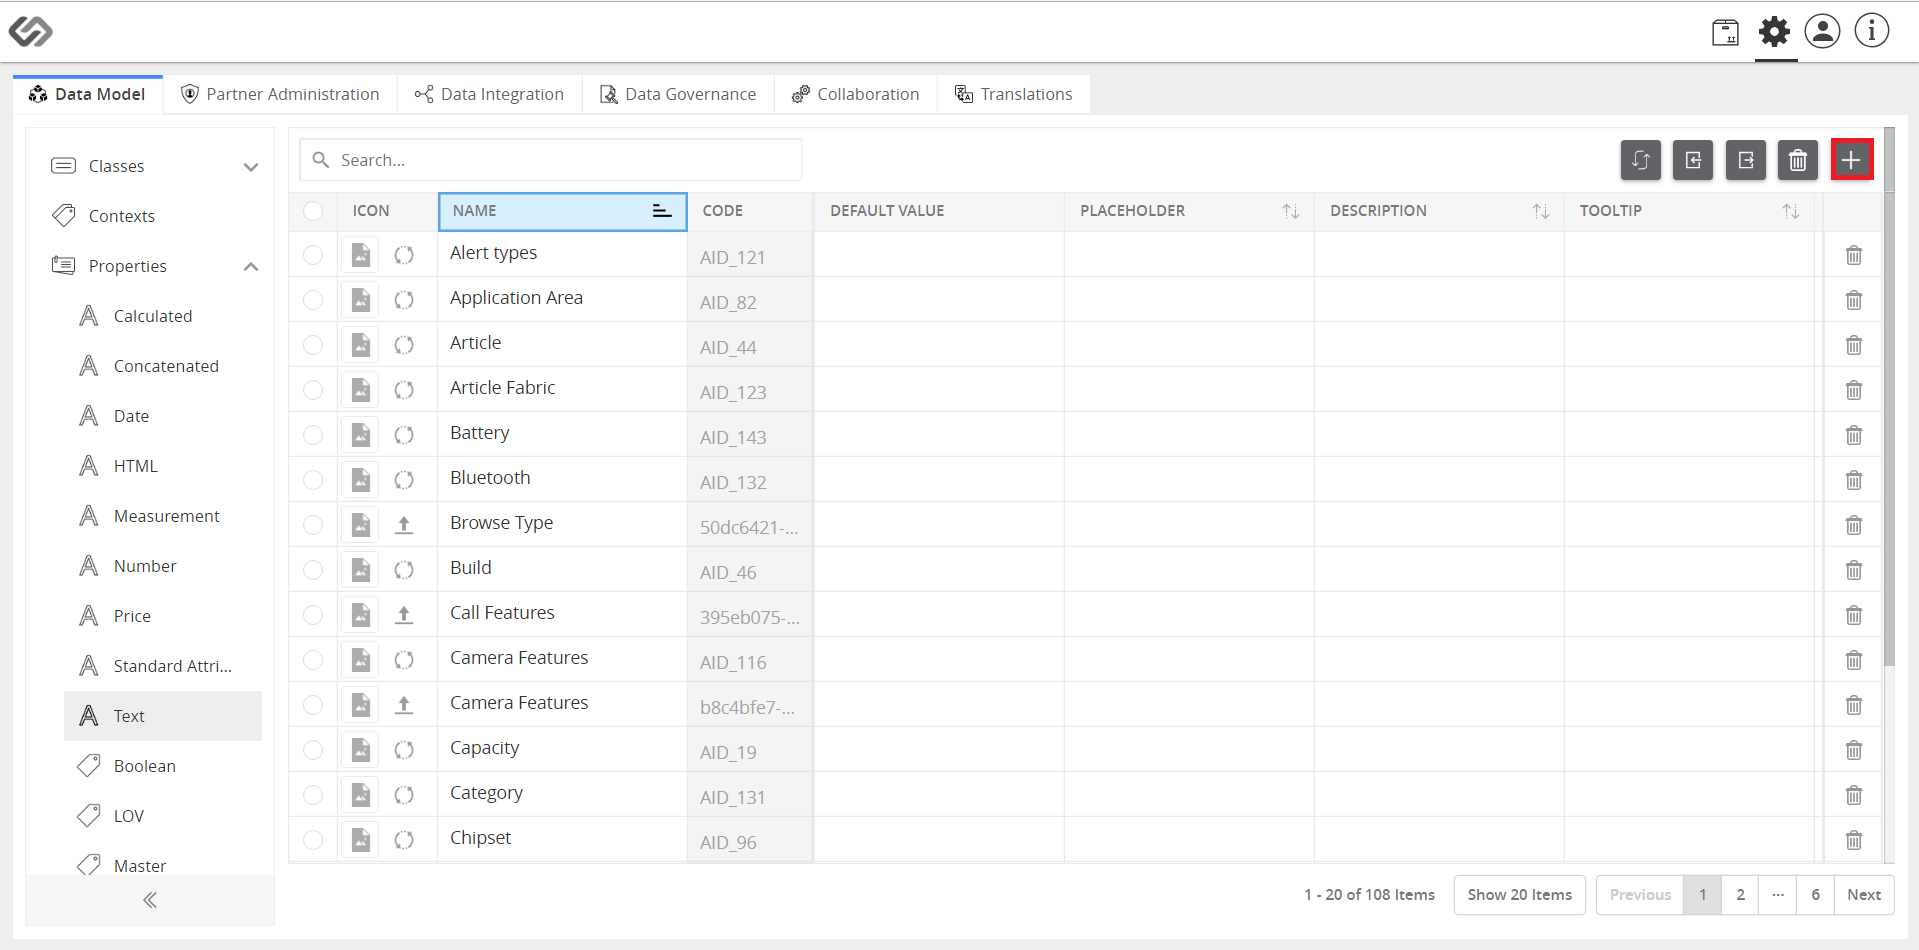 Data Model Partner Administration Data Integration Data Governance Collaboration Translations
Classes
Contexts
Properties
Calculated
Concatenated
Date
HTML
Measurement
Number
Price
Standard Attri...
Text
Boolean
LOV
Master
Search...
ICON NAME CODE DEFAULT VALUE PLACEHOLDER DESCRIPTION TOOLTIP
Alert types AID_121
Application Area AID_82
Article AID_44
Article Fabric AID_123
Battery AID_143
Bluetooth AID_132
Browse Type 50dc6421-...
Build AID_46
Call Features 395eb075-...
Camera Features AID_116
Camera Features b8c4bfe7-...
Capacity AID_19
Category AID_131
Chipset AID_96
1 - 20 of 108 Items Show 20 Items Previous 1 2 ... 6 Next